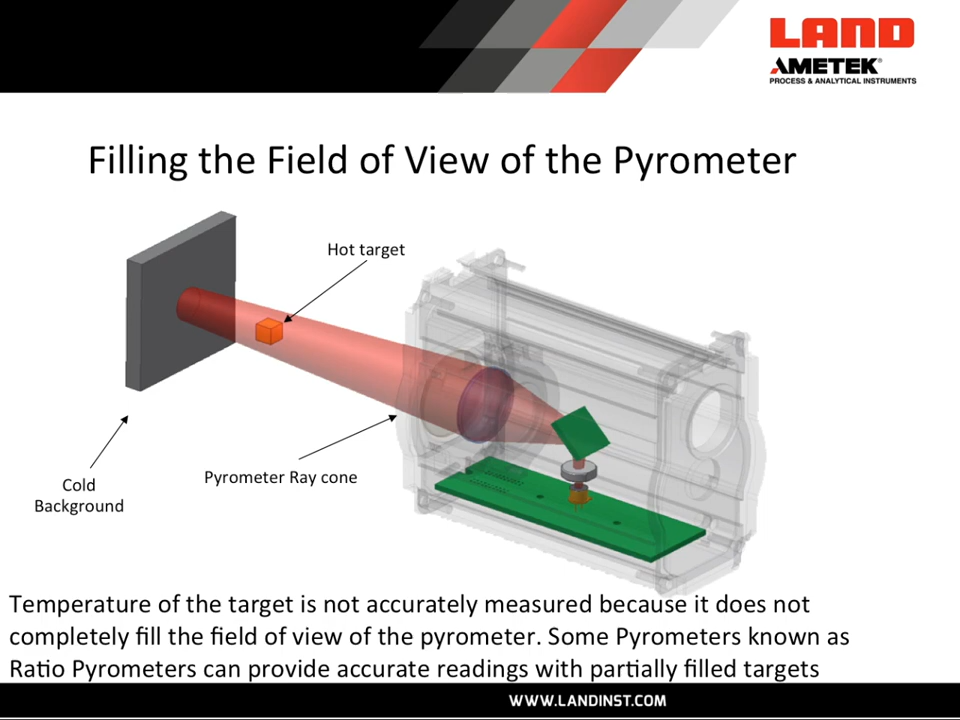 LAND
AMETEK®
PROCESS & ANALYTICAL INSTRUMENTS
Filling the Field of View of the Pyrometer
Hot target
Pyrometer Ray cone
Cold
Background
Temperature of the target is not accurately measured because it does not
completely fill the field of view of the pyrometer. Some Pyrometers known as
Ratio Pyrometers can provide accurate readings with partially filled targets
WWW.LANDINST.COM